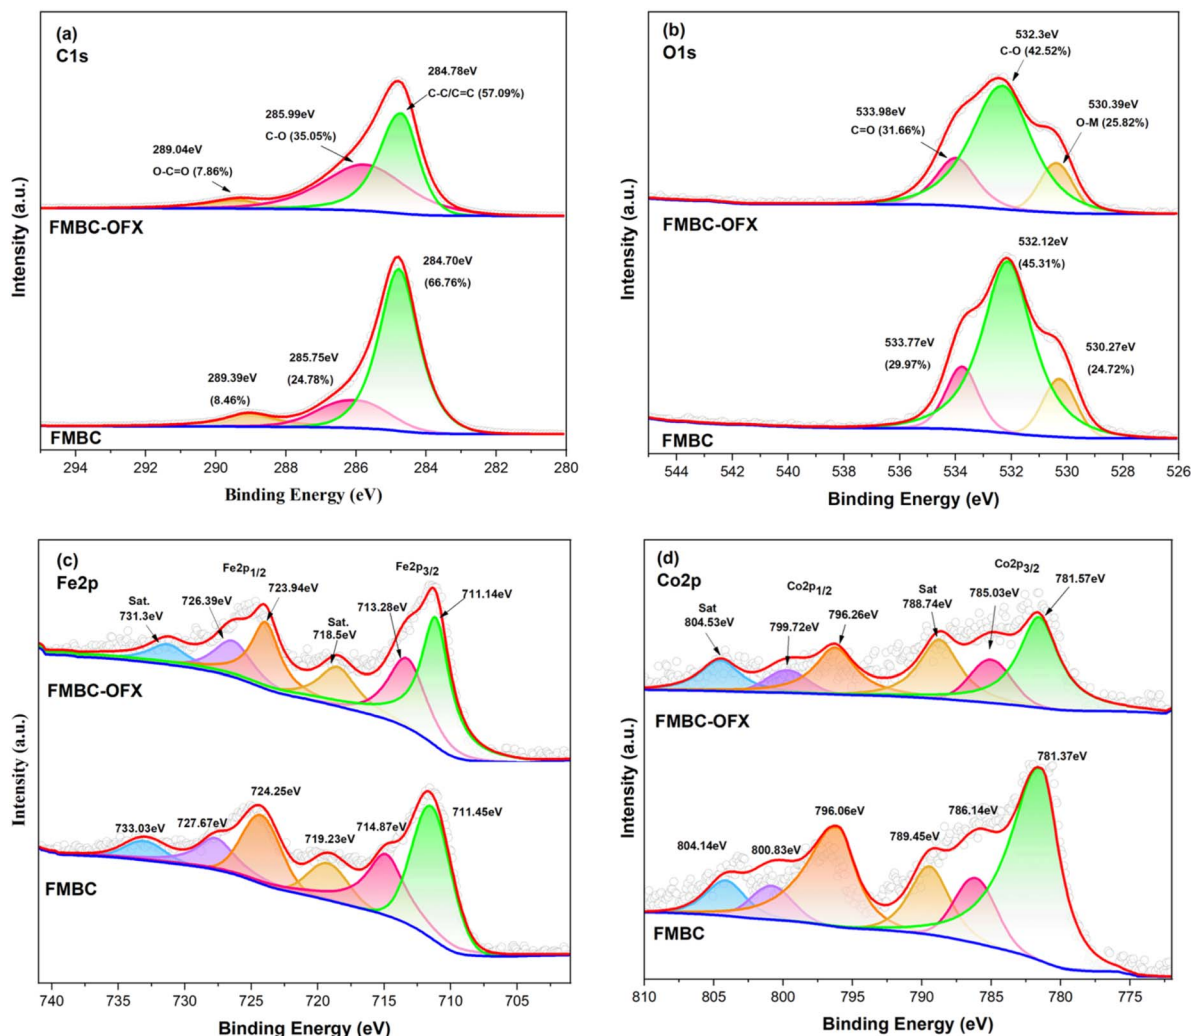 (a)
C1s
284.78eV
C-C/C=C (57.09%)
285.99eV
C-O (35.05%)
289.04eV
O-C=O (7.86%)
FMBC-OFX
284.70eV
(66.76%)
285.75eV
(24.78%)
289.39eV
(8.46%)
FMBC
294 292 290 288 286 284 282 280
Binding Energy (eV)
Intensity (a.u.)
(b)
O1s
532.3eV
C-O (42.52%)
533.98eV
C=O (31.66%)
530.39eV
O-M (25.82%)
FMBC-OFX
532.12eV
(45.31%)
533.77eV
(29.97%)
530.27eV
(24.72%)
FMBC
544 542 540 538 536 534 532 530 528 526
Binding Energy (eV)
Intensity (a.u.)
(c)
Fe2p
Fe2p1/2
Fe2p3/2
Sat.
731.3eV
726.39eV
723.94eV
Sat.
718.5eV
713.28eV
711.14eV
FMBC-OFX
733.03eV
727.67eV
724.25eV
719.23eV
714.87eV
711.45eV
FMBC
740 735 730 725 720 715 710 705
Binding Energy (eV)
Intensity (a.u.)
(d)
Co2p
Co2p1/2
Co2p3/2
Sat
804.53eV
799.72eV
796.26eV
Sat
788.74eV
785.03eV
781.57eV
FMBC-OFX
804.14eV
800.83eV
796.06eV
789.45eV
786.14eV
781.37eV
FMBC
810 805 800 795 790 785 780 775
Binding Energy (eV)
Intensity (a.u.)